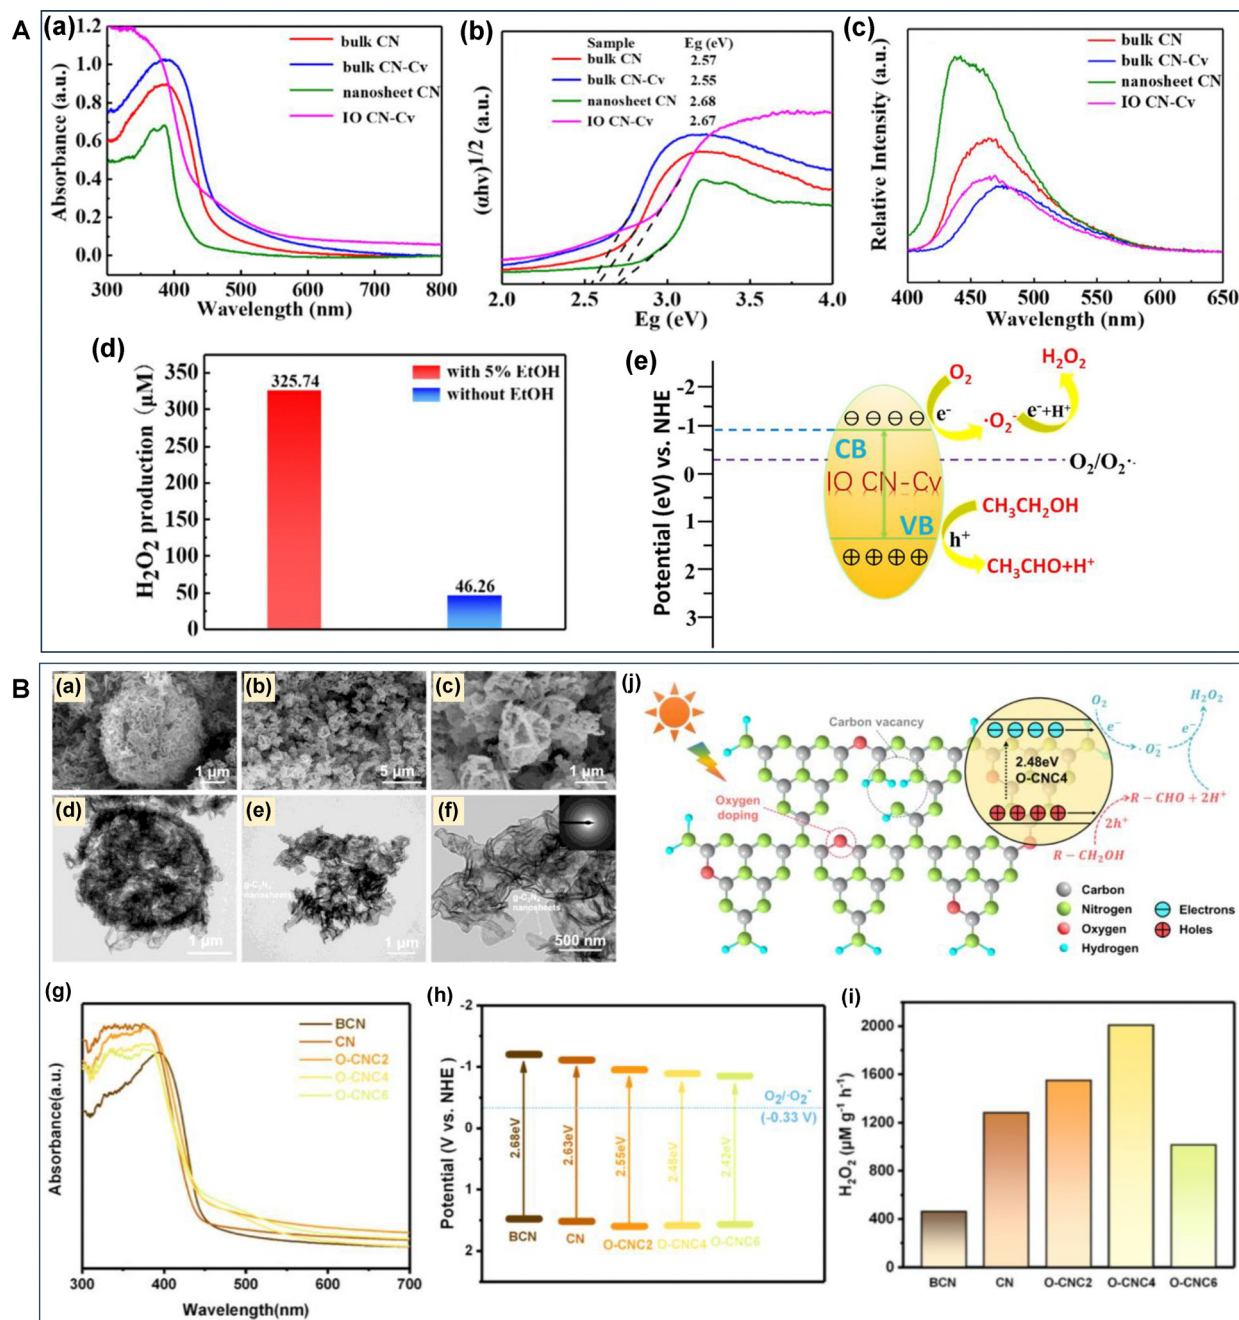 A
(a)
1.2
1.0
0.8
0.6
0.4
0.2
0.0
Absorbance (a.u.)
bulk CN
bulk CN-Cv
nanosheet CN
IO CN-Cv
300 400 500 600 700 800
Wavelength (nm)
(b)
(αhv)1/2 (a.u.)
Sample Eg (eV)
bulk CN 2.57
bulk CN-Cv 2.55
nanosheet CN 2.68
IO CN-Cv 2.67
2.0 2.5 3.0 3.5 4.0
Eg (eV)
(c)
Relative Intensity (a.u.)
bulk CN
bulk CN-Cv
nanosheet CN
IO CN-Cv
400 450 500 550 600 650
Wavelength (nm)
(d)
H2O2 production (μM)
350
300
250
200
150
100
50
0
325.74
46.26
with 5% EtOH
without EtOH
(e)
Potential (eV) vs. NHE
-2
-1
0
1
2
3
CB
IO CN-Cv
VB
O2
e-
·O2-
e-+H+
H2O2
O2/O2·-
CH3CH2OH
h+
CH3CHO+H+
B
(a)
1 μm
(b)
5 μm
(c)
1 μm
(d)
1 μm
(e)
g-C3N4
nanosheets
1 μm
(f)
g-C3N4
nanosheets
500 nm
(j)
Carbon vacancy
Oxygen
doping
2.48eV
O-CNC4
O2
e-
·O2-
e-
H2O2
R − CHO + 2H+
2h+
R − CH2OH
Carbon
Nitrogen
Oxygen
Hydrogen
Electrons
Holes
(g)
Absorbance(a.u.)
BCN
CN
O-CNC2
O-CNC4
O-CNC6
300 400 500 600 700
Wavelength(nm)
(h)
Potential (V vs. NHE)
-2
-1
0
1
2
2.68eV
2.63eV
2.55eV
2.48eV
2.42eV
O2/·O2-
(-0.33 V)
BCN
CN
O-CNC2
O-CNC4
O-CNC6
(i)
H2O2 (μM g-1 h-1)
2000
1600
1200
800
400
0
BCN CN O-CNC2 O-CNC4 O-CNC6